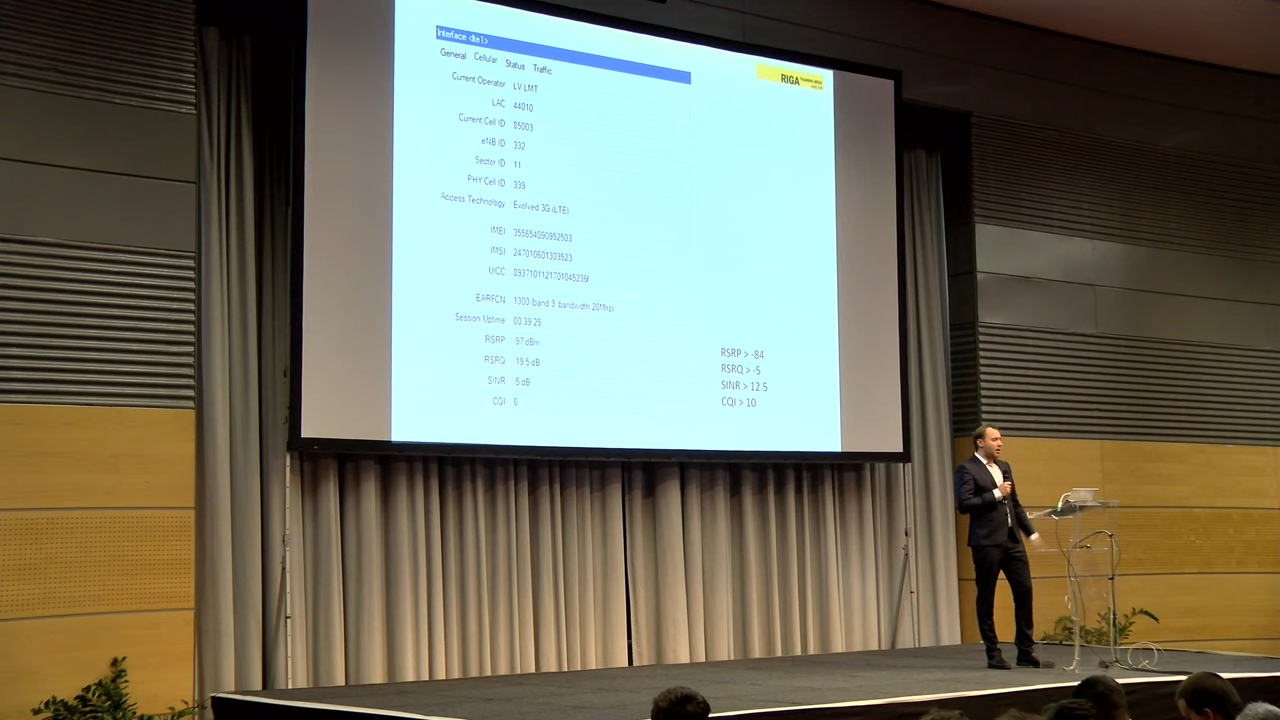 Interface <lte1>
General Cellular Status Traffic
Current Operator LV LMT
LAC 44010
Current Cell ID 85003
eNB ID 332
Sector ID 11
PHY Cell ID 339
Access Technology Evolved 3G (LTE)
IMEI 355654090952503
IMSI 247010601303523
UICC 8937101121701045236f
EARFCN 1300 (band 3, bandwidth 20Mhz)
Session Uptime 00:39:25
RSRP -97 dBm
RSRQ -19.5 dB
SINR -5 dB
CQI 6
RIGA
RSRP > -84
RSRQ > -5
SINR > 12.5
CQI > 10